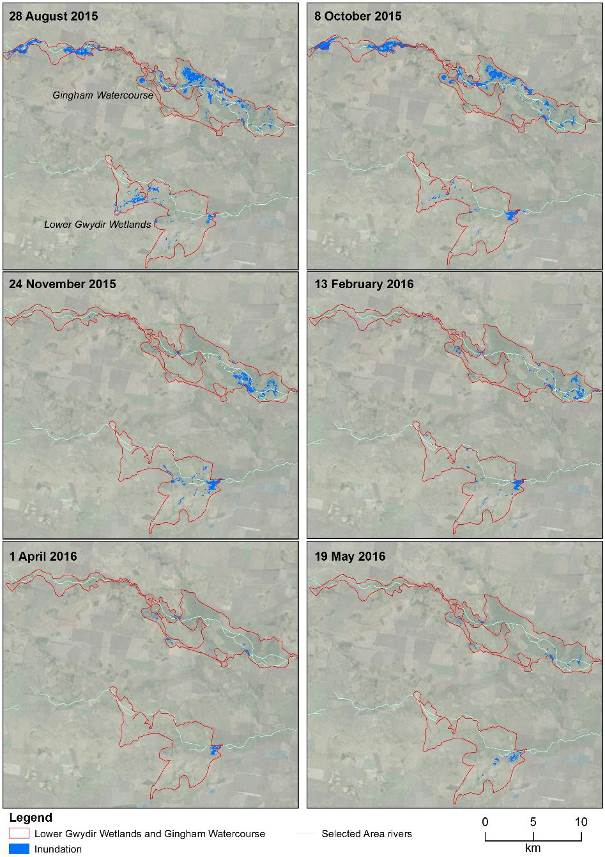 28 August 2015
8 October 2015
Gingham Watercourse
Lower Gwydir Wetlands
24 November 2015
13 February 2016
1 April 2016
19 May 2016
Legend
Lower Gwydir Wetlands and Gingham Watercourse
Selected Area rivers
Inundation
0 5 10
km